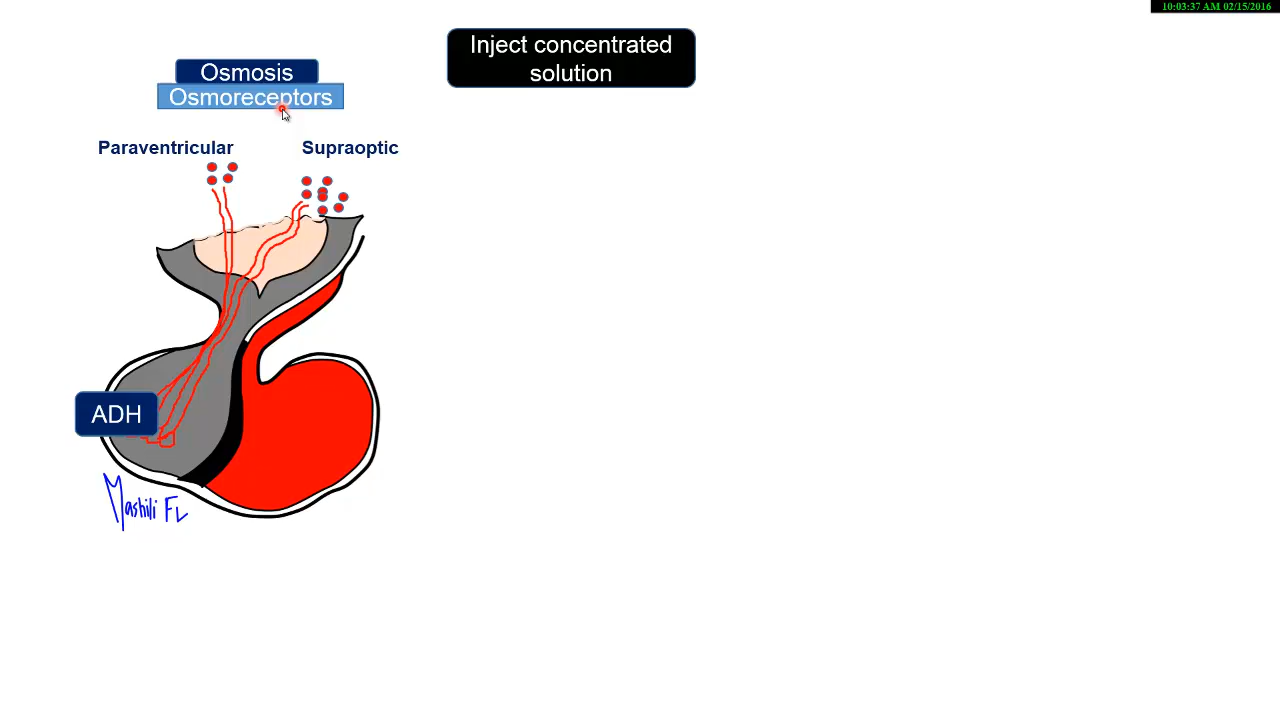 10:03:37 AM 02/15/2016
Inject concentrated
solution
Osmosis
Osmoreceptors
Paraventricular
Supraoptic
ADH
Mashili FL